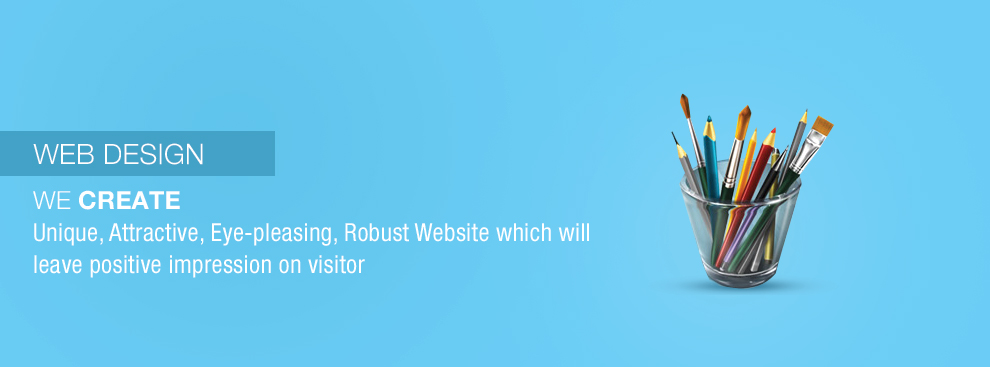 WEB DESIGN
WE CREATE
Unique, Attractive, Eye-pleasing, Robust Website which will
leave positive impression on visitor